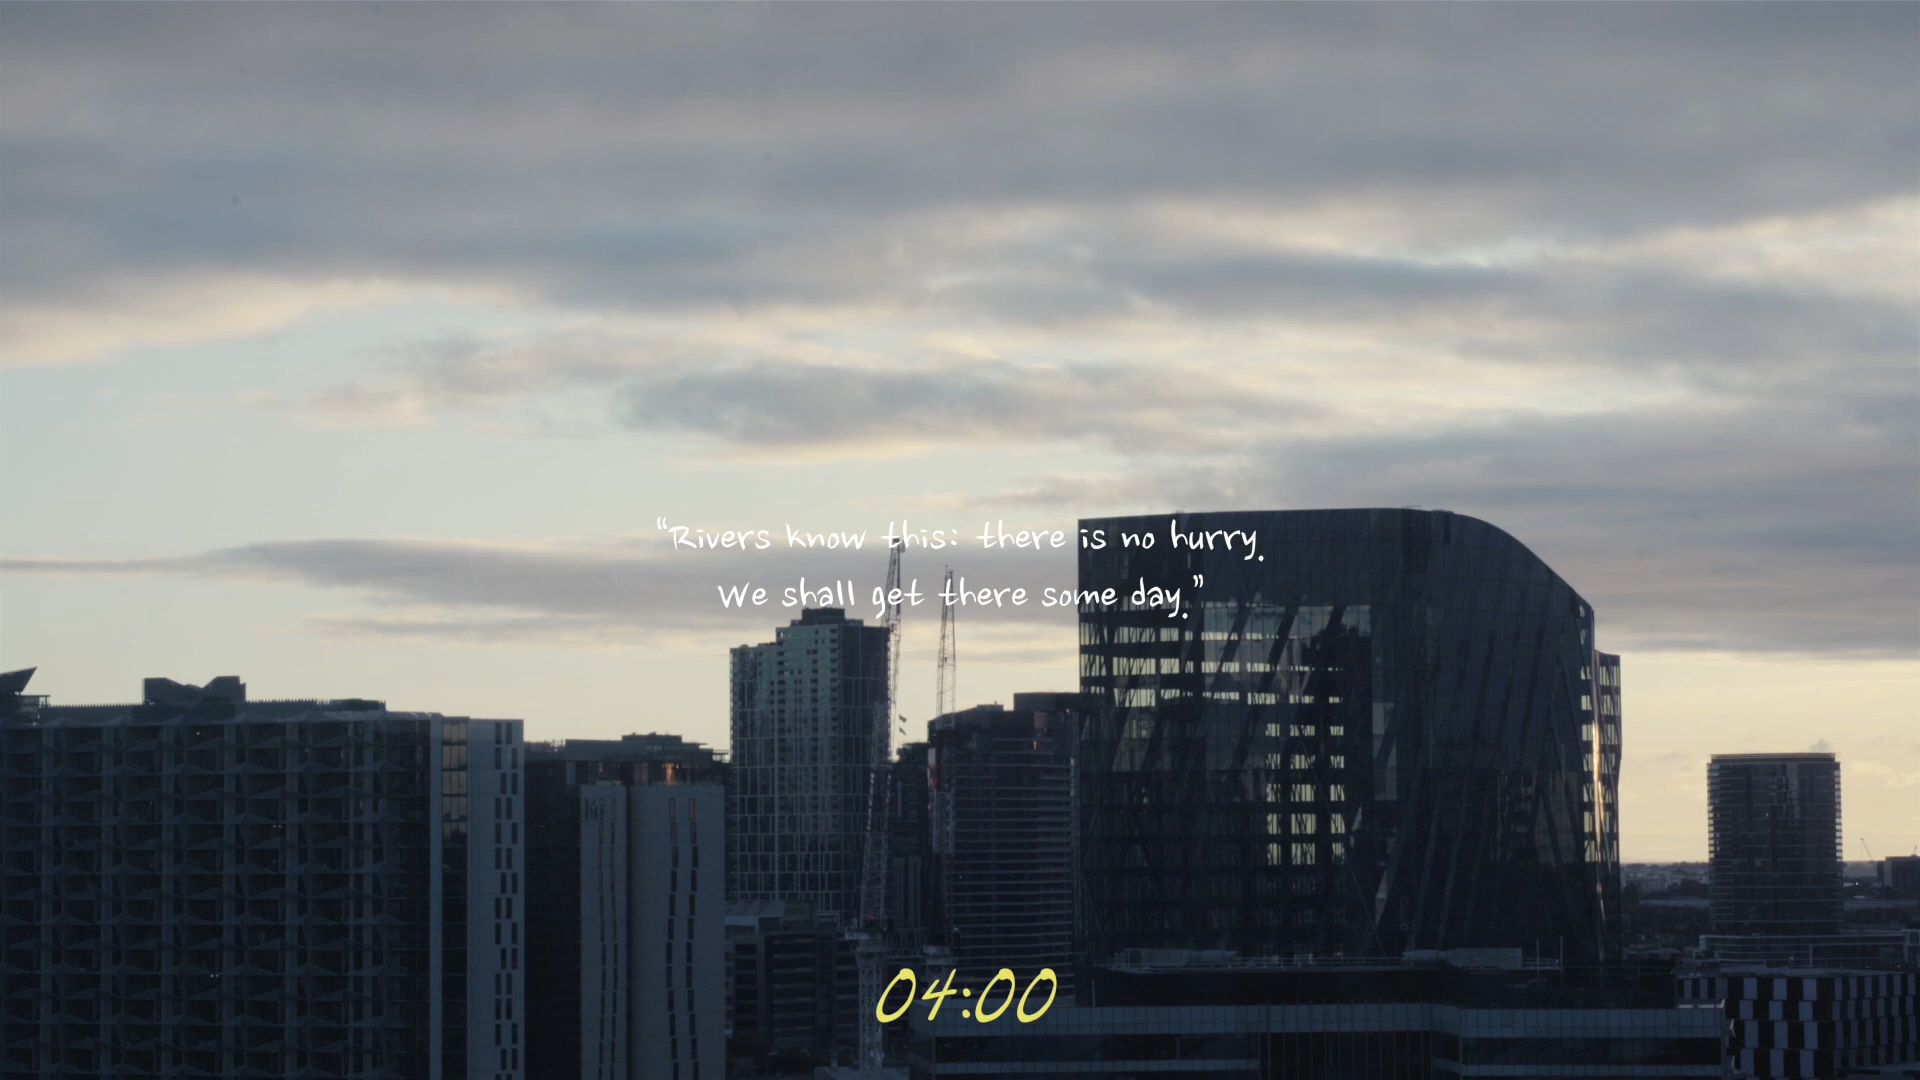 “Rivers know this: there is no hurry.
We shall get there some day.”
04:00